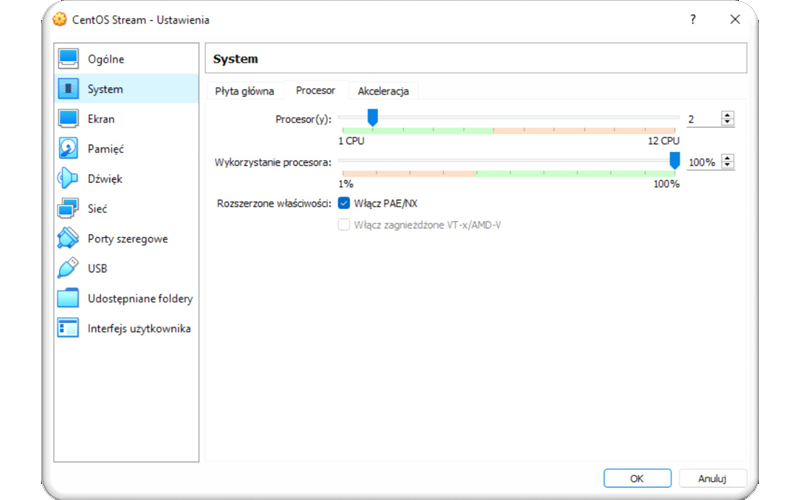 CentOS Stream - Ustawienia
?
Ogólne
System
Ekran
Pamięć
Dźwięk
Sieć
Porty szeregowe
USB
Udostępniane foldery
Interfejs użytkownika
System
Płyta główna Procesor Akceleracja
Procesor(y): 2
1 CPU 12 CPU
Wykorzystanie procesora: 100%
1% 100%
Rozszerzone właściwości: Włącz PAE/NX
Włącz zagnieżdżone VT-x/AMD-V
OK Anuluj